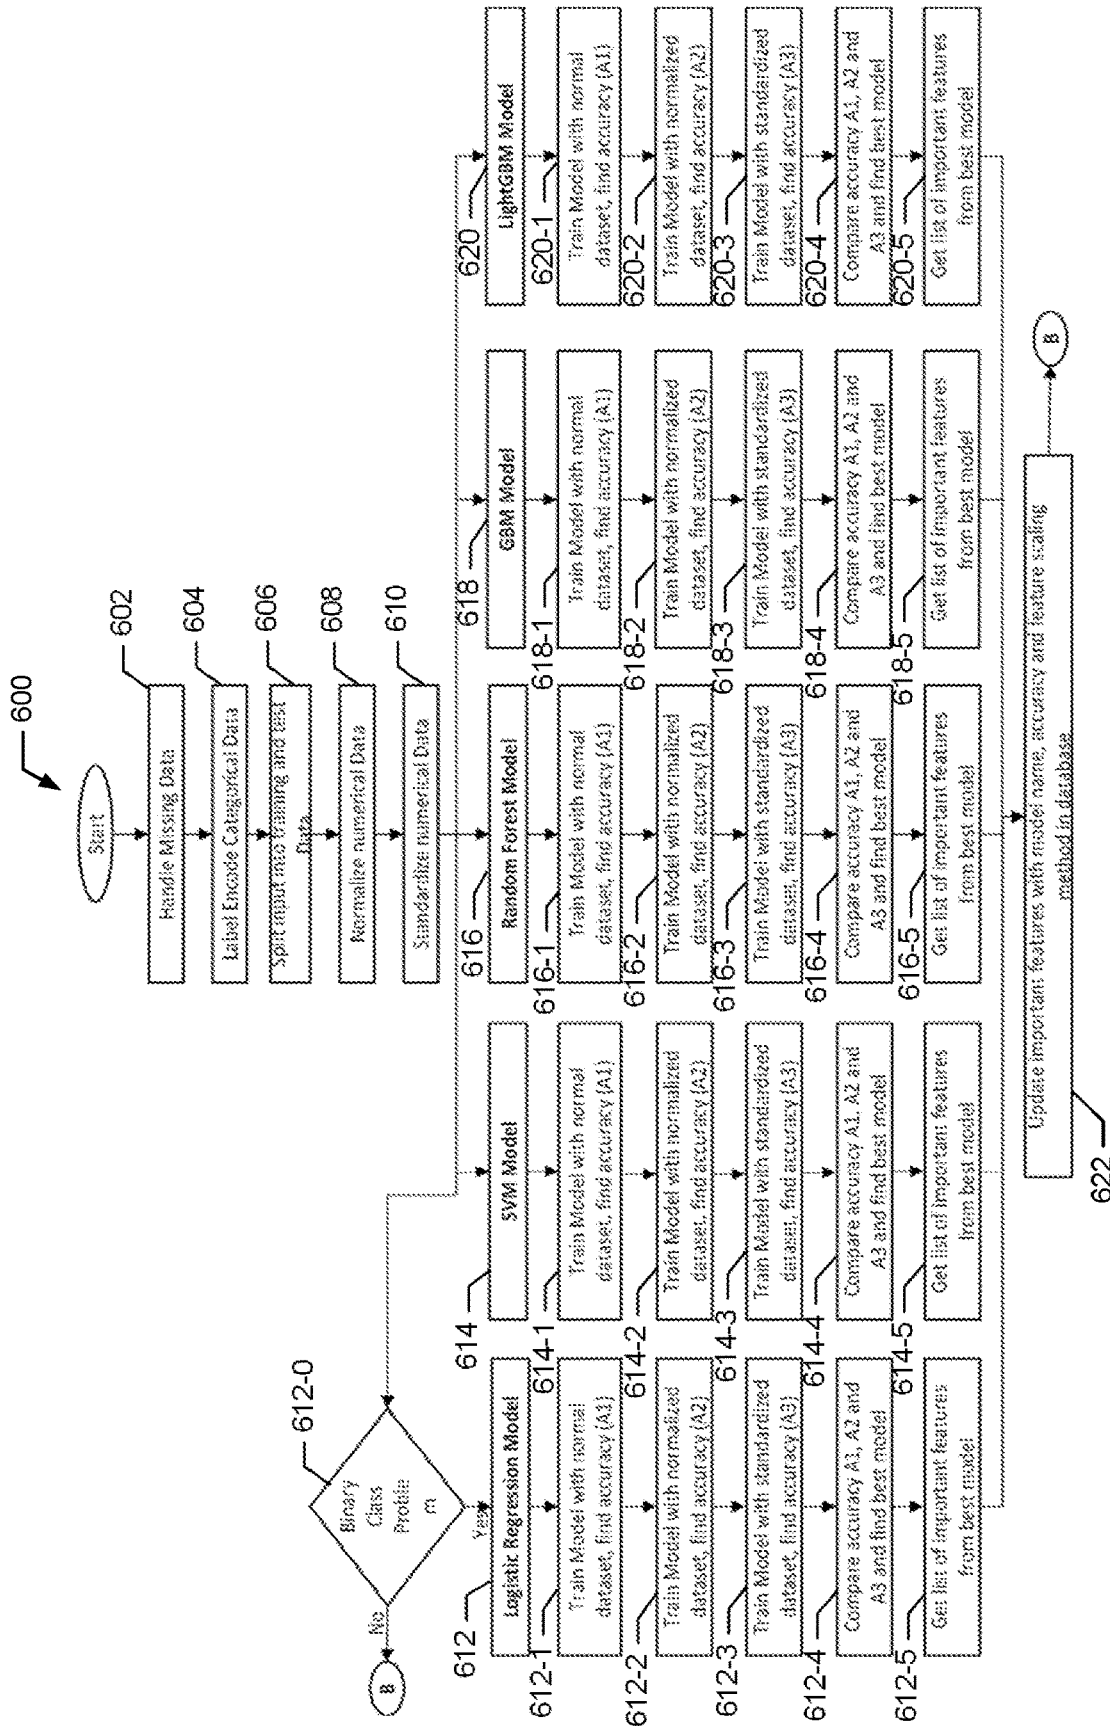 600
Start
602
Handle Missing Data
604
Label Encode Categorical Data
606
Split input into training and test
Data
608
Normalize numerical Data
610
Standardize numerical Data
612-0
Binary
Class
Proble
m
No
B
Yes
612
Logistic Regression Model
612-1
Train Model with normal
dataset, find accuracy (A1)
612-2
Train Model with normalized
dataset, find accuracy (A2)
612-3
Train Model with standardized
dataset, find accuracy (A3)
612-4
Compare accuracy A1, A2 and
A3 and find best model
612-5
Get list of important features
from best model
614
SVM Model
614-1
Train Model with normal
dataset, find accuracy (A1)
614-2
Train Model with normalized
dataset, find accuracy (A2)
614-3
Train Model with standardized
dataset, find accuracy (A3)
614-4
Compare accuracy A1, A2 and
A3 and find best model
614-5
Get list of important features
from best model
616
Random Forest Model
616-1
Train Model with normal
dataset, find accuracy (A1)
616-2
Train Model with normalized
dataset, find accuracy (A2)
616-3
Train Model with standardized
dataset, find accuracy (A3)
616-4
Compare accuracy A1, A2 and
A3 and find best model
616-5
Get list of important features
from best model
618
GBM Model
618-1
Train Model with normal
dataset, find accuracy (A1)
618-2
Train Model with normalized
dataset, find accuracy (A2)
618-3
Train Model with standardized
dataset, find accuracy (A3)
618-4
Compare accuracy A1, A2 and
A3 and find best model
618-5
Get list of important features
from best model
620
LightGBM Model
620-1
Train Model with normal
dataset, find accuracy (A1)
620-2
Train Model with normalized
dataset, find accuracy (A2)
620-3
Train Model with standardized
dataset, find accuracy (A3)
620-4
Compare accuracy A1, A2 and
A3 and find best model
620-5
Get list of important features
from best model
622
Update important features with model name, accuracy and feature scaling
method in database
B